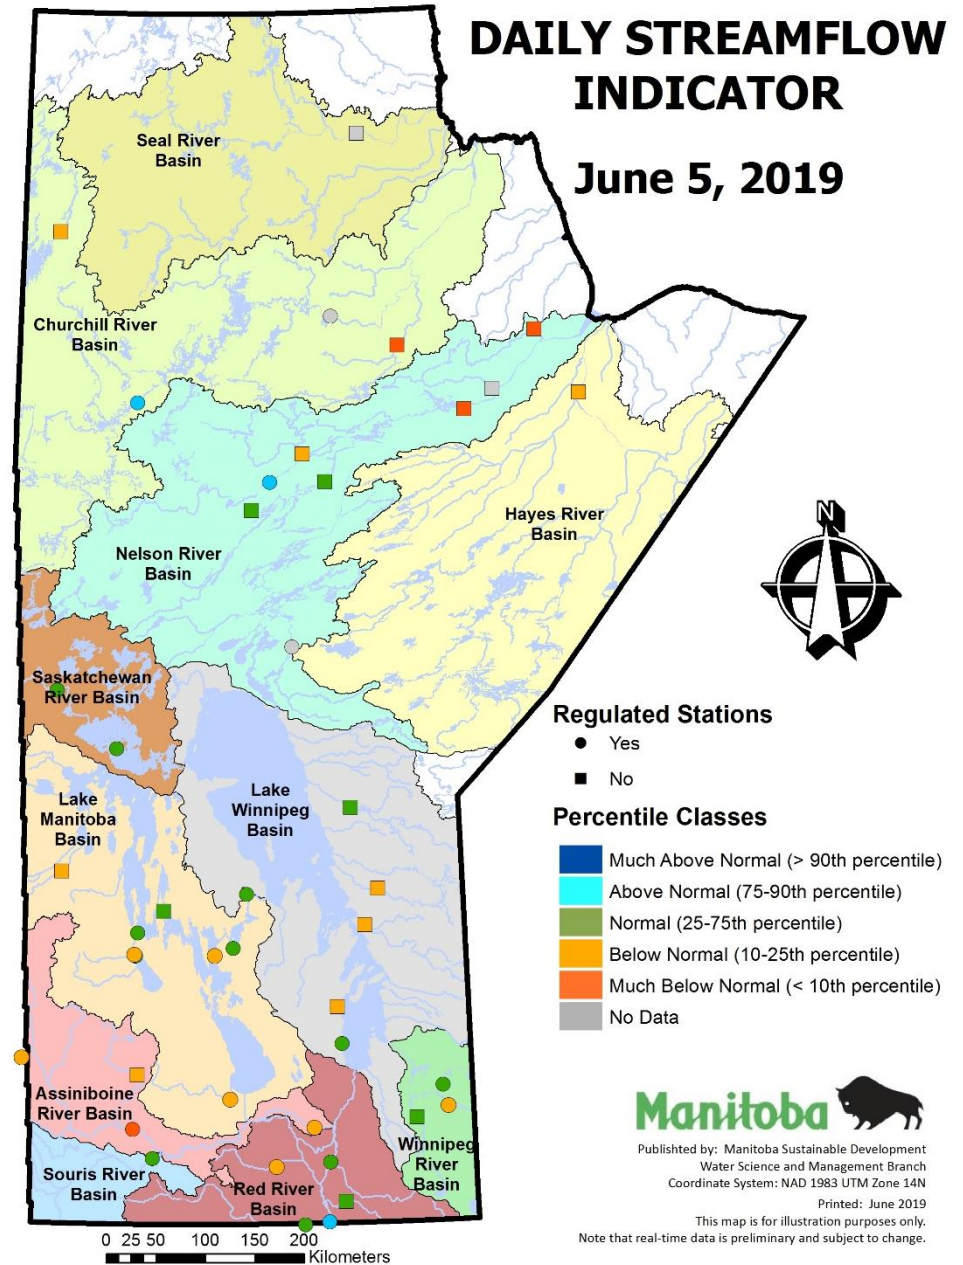 DAILY STREAMFLOW
INDICATOR
June 5, 2019
Seal River
Basin
Churchill River
Basin
Hayes River
Basin
Nelson River
Basin
Saskatchewan
River Basin
Lake
Manitoba
Basin
Lake
Winnipeg
Basin
Assiniboine
River Basin
Souris River
Basin
Red River
Basin
Winnipeg
River
Basin
N
Regulated Stations
Yes
No
Percentile Classes
Much Above Normal (> 90th percentile)
Above Normal (75-90th percentile)
Normal (25-75th percentile)
Below Normal (10-25th percentile)
Much Below Normal (< 10th percentile)
No Data
Manitoba
Publishted by: Manitoba Sustainable Development
Water Science and Management Branch
Coordinate System: NAD 1983 UTM Zone 14N
Printed: June 2019
This map is for illustration purposes only.
Note that real-time data is preliminary and subject to change.
0 25 50 100 150 200
Kilometers